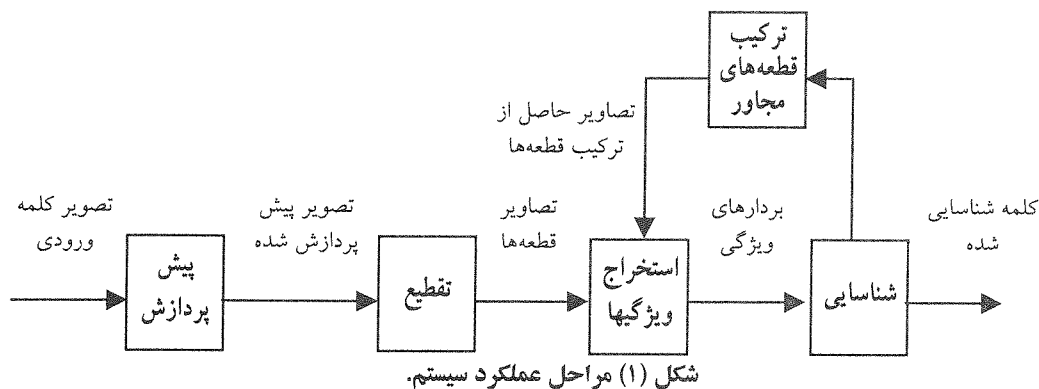 ترکیب
قطعه‌های
مجاور
تصاویر حاصل از
ترکیب قطعه‌ها
تصویر کلمه
ورودی
پیش
پردازش
تصویر پیش
پردازش شده
تقطیع
تصاویر
قطعه‌ها
استخراج
ویژگیها
بردارهای
ویژگی
شناسایی
کلمه شناسایی
شده
شکل (۱) مراحل عملکرد سیستم.